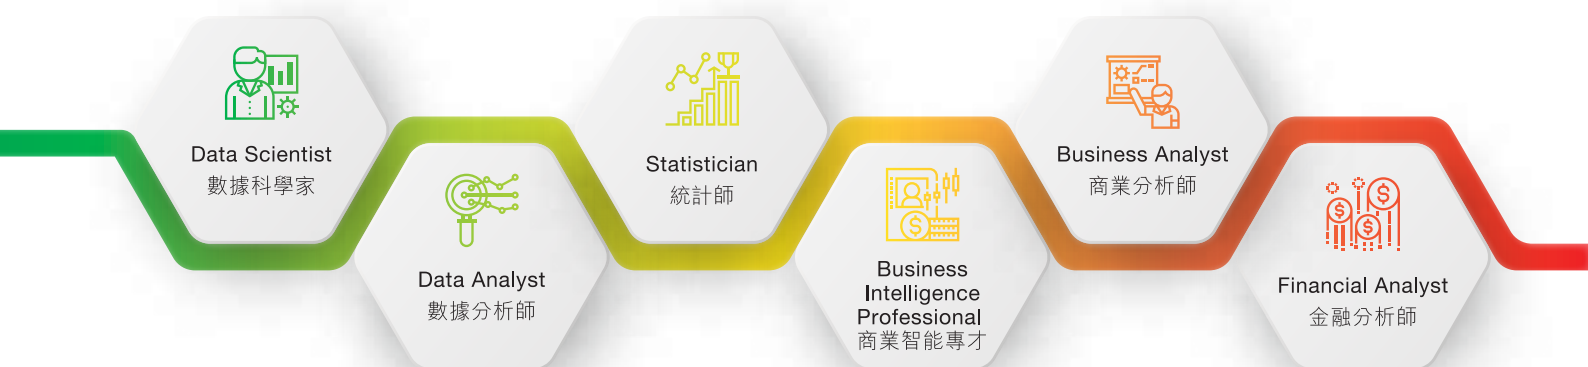 Data Scientist
數據科學家
Data Analyst
數據分析師
Statistician
統計師
Business
Intelligence
Professional
商業智能專才
Business Analyst
商業分析師
Financial Analyst
金融分析師